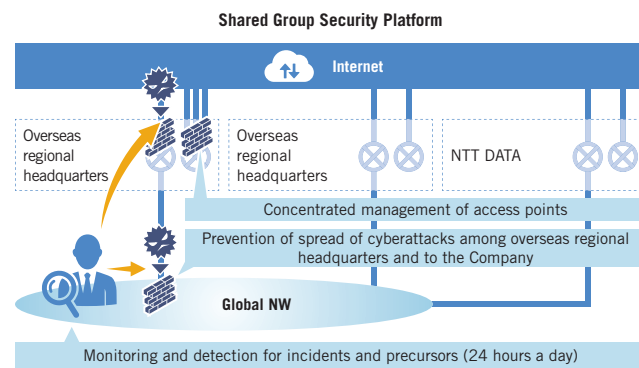 Shared Group Security Platform
Internet
Overseas
regional
headquarters
Overseas
regional
headquarters
NTT DATA
Concentrated management of access points
Prevention of spread of cyberattacks among overseas regional
headquarters and to the Company
Global NW
Monitoring and detection for incidents and precursors (24 hours a day)